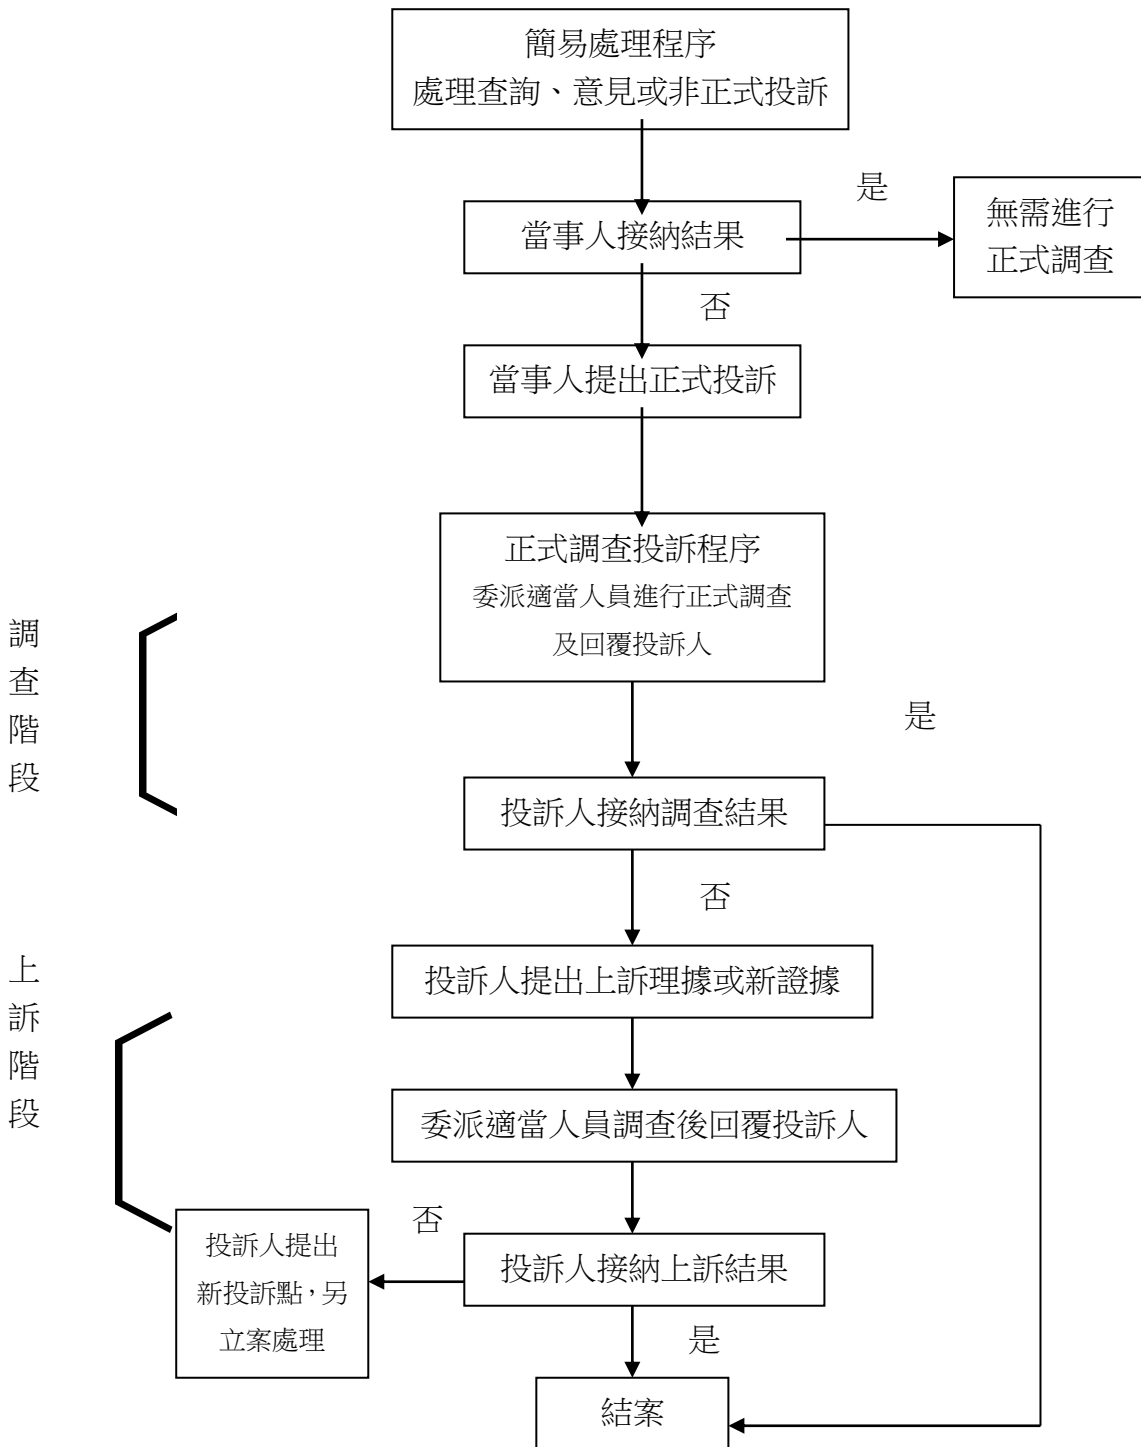 簡易處理程序
處理查詢、意見或非正式投訴
是
無需進行
正式調查
當事人接納結果
否
當事人提出正式投訴
正式調查投訴程序
委派適當人員進行正式調查
及回覆投訴人
調
查
階
段
是
投訴人接納調查結果
否
上
訴
階
段
投訴人提出上訴理據或新證據
委派適當人員調查後回覆投訴人
否
投訴人接納上訴結果
投訴人提出
新投訴點，另
立案處理
是
結案